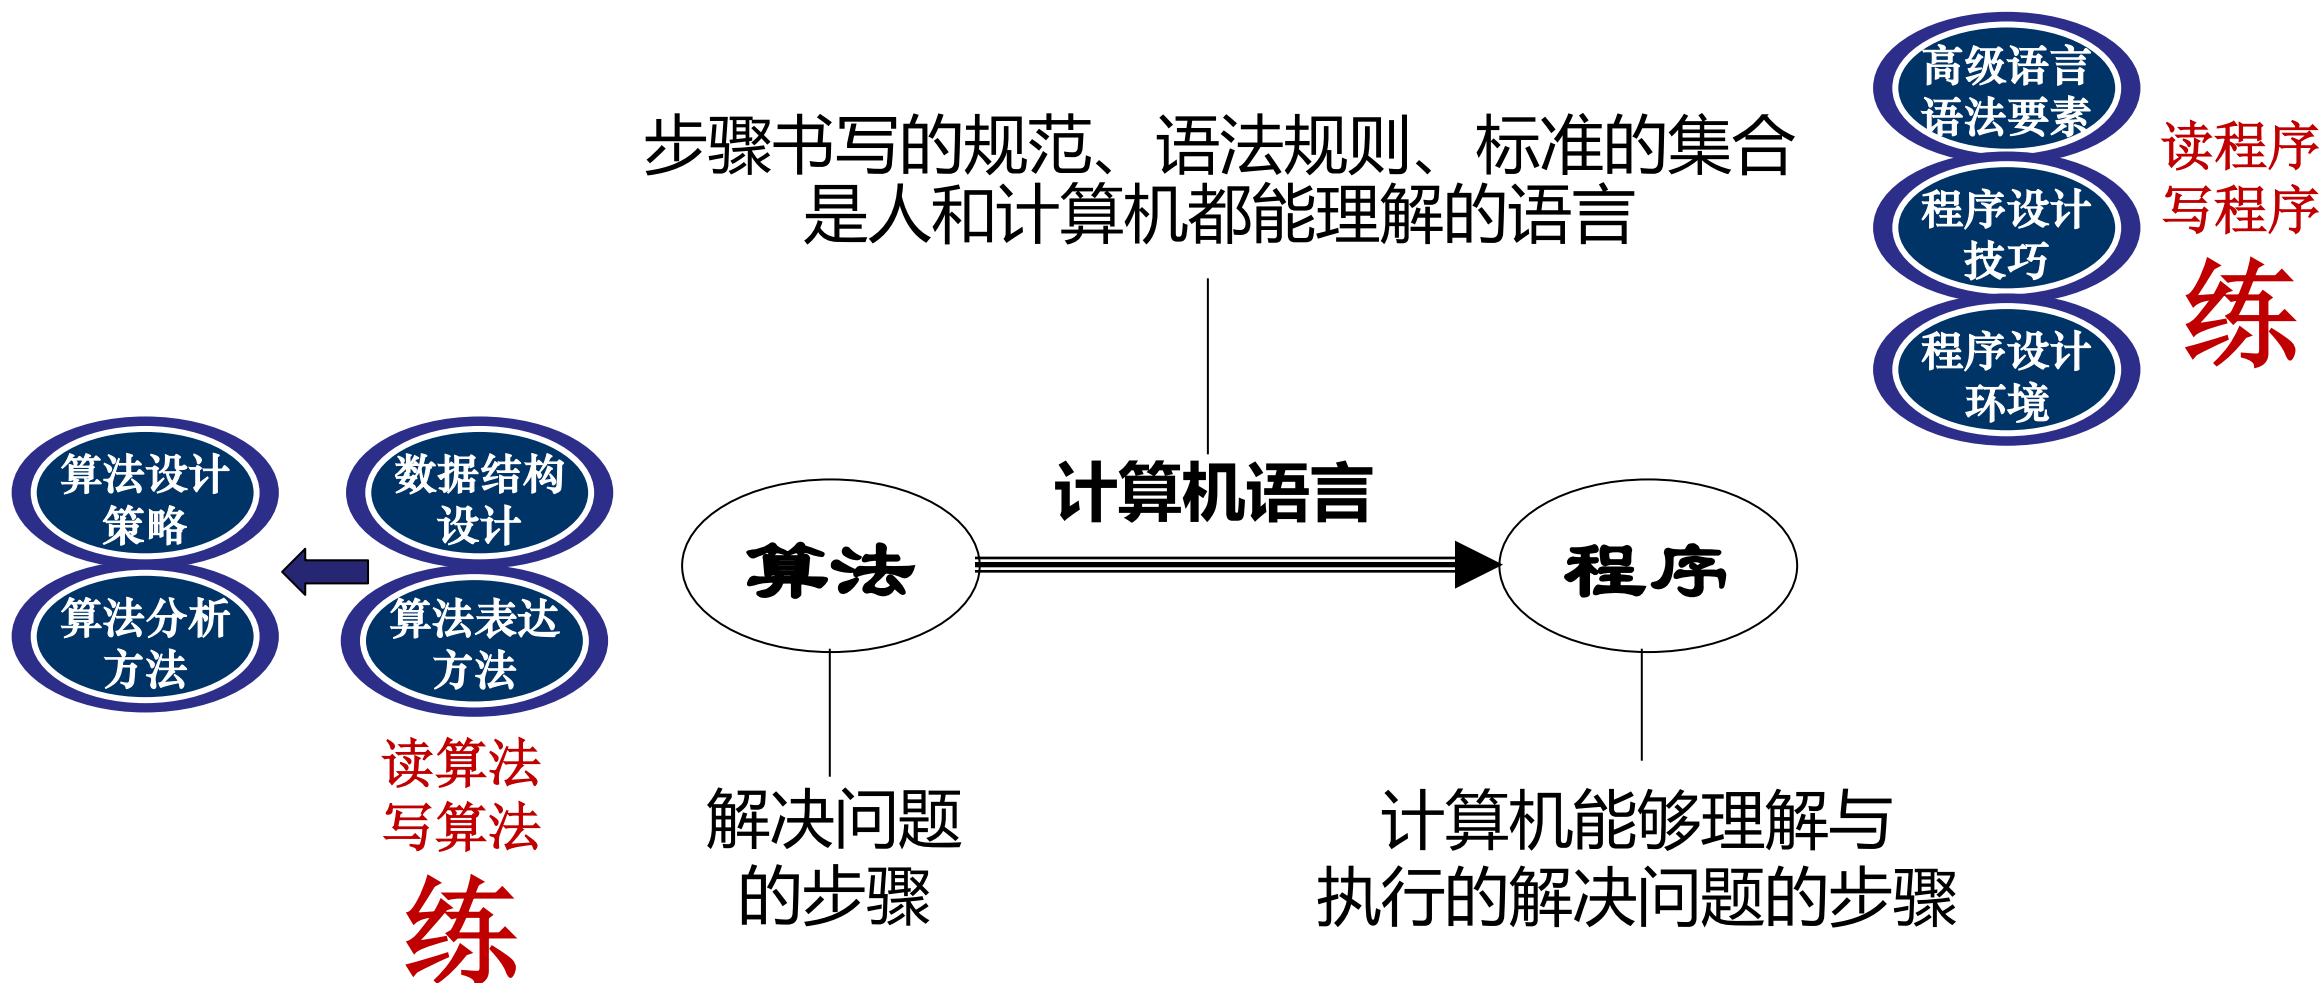 高级语言
语法要素
程序设计
技巧
程序设计
环境
读程序
写程序
练
步骤书写的规范、语法规则、标准的集合
是人和计算机都能理解的语言
计算机语言
算法
程序
算法设计
策略
算法分析
方法
数据结构
设计
算法表达
方法
读算法
写算法
练
解决问题
的步骤
计算机能够理解与
执行的解决问题的步骤